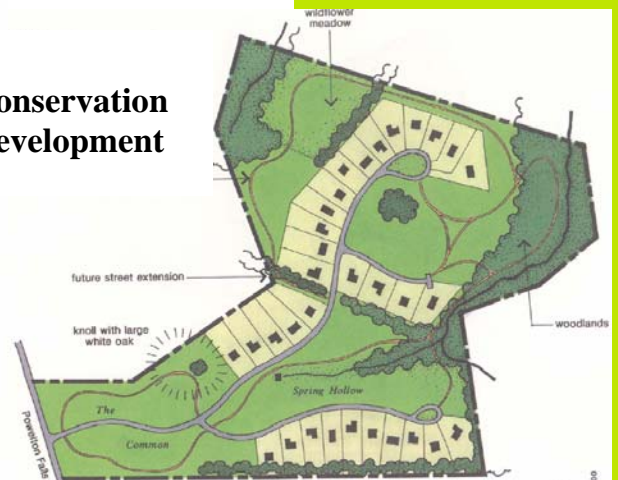 wildflower
meadow
onservation
evelopment
future street extension
knoll with large
white oak
woodlands
Spring Hollow
The
Common
Powelton Falls